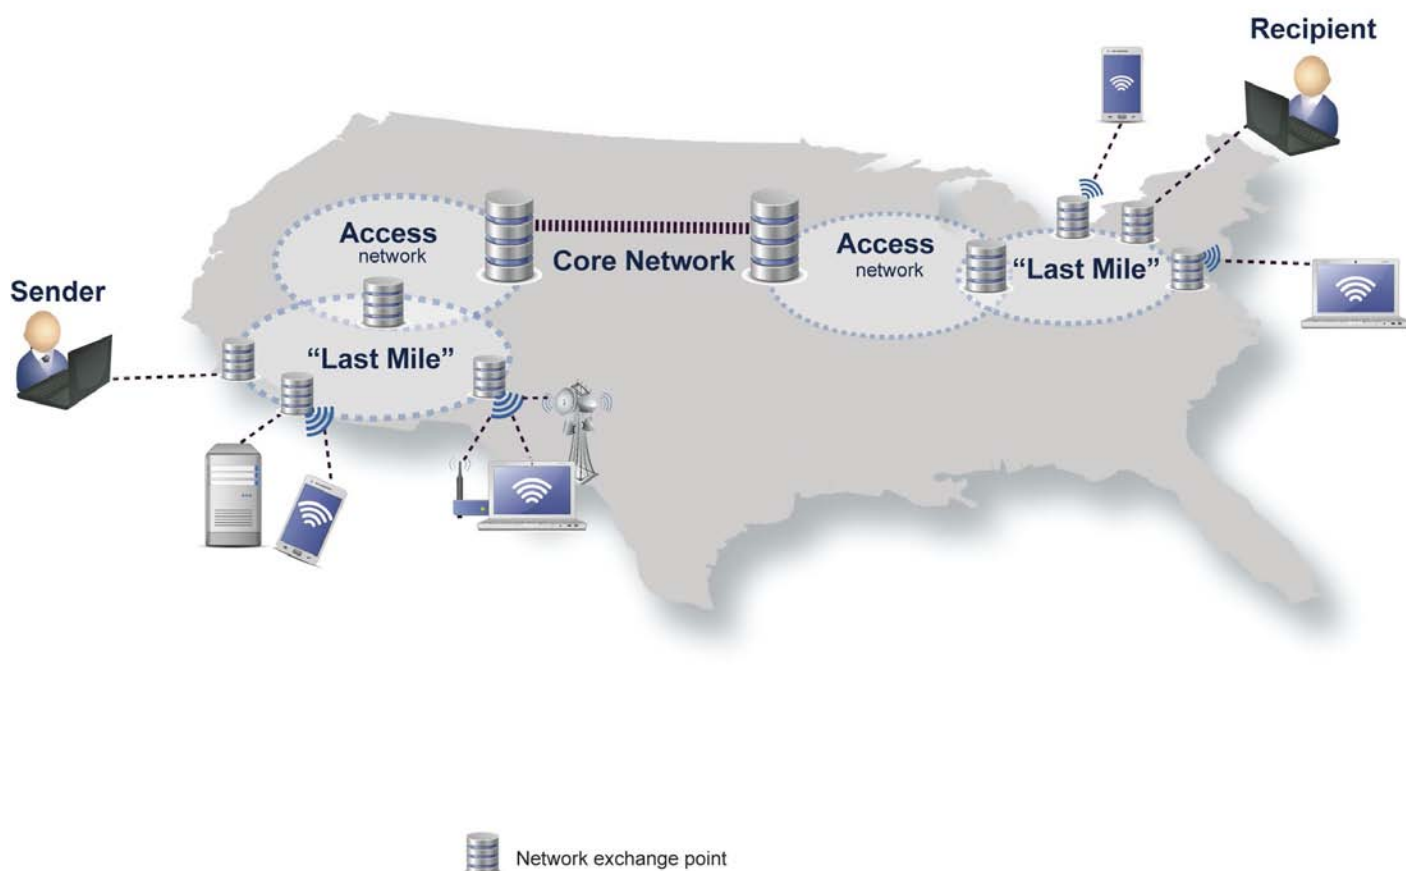 Recipient
Access
network
Core Network
Access
network
“Last Mile”
Sender
“Last Mile”
Network exchange point